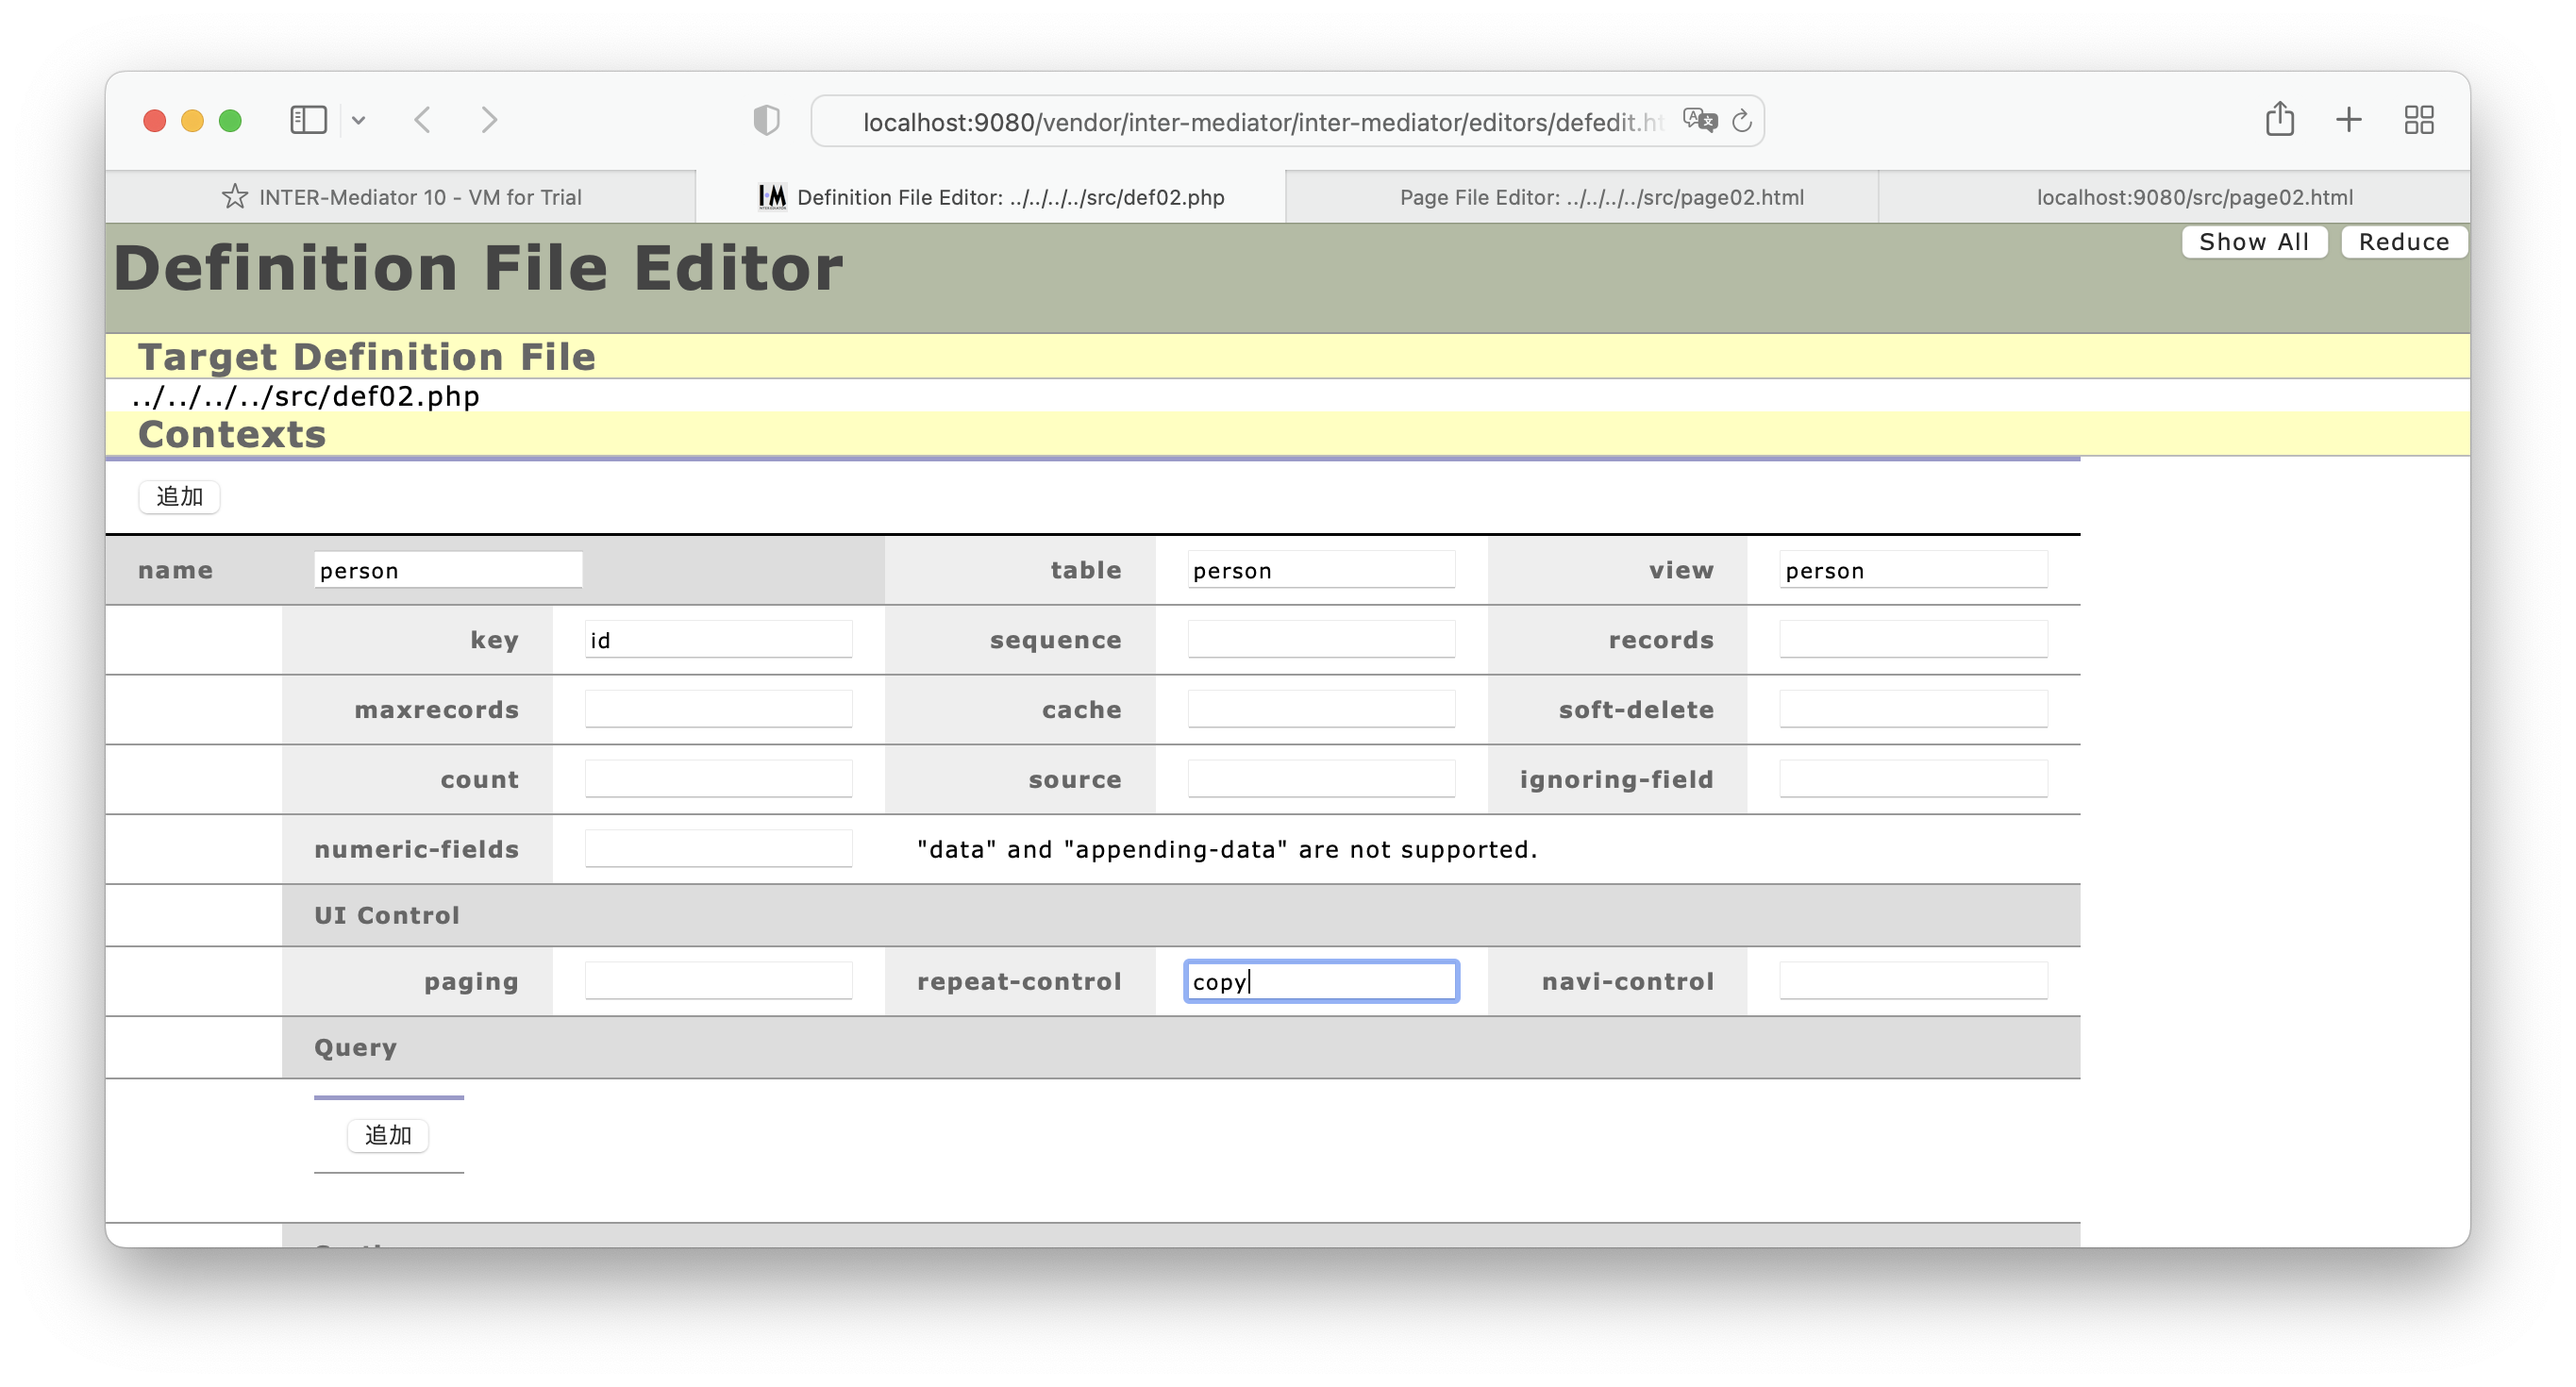 localhost:9080/vendor/inter-mediator/inter-mediator/editors/defedit.ht
INTER-Mediator 10 - VM for Trial
Definition File Editor: ../../../../src/def02.php
Page File Editor: ../../../../src/page02.html
localhost:9080/src/page02.html
Definition File Editor
Show All
Reduce
Target Definition File
../../../../src/def02.php
Contexts
追加
name person table person view person
key id sequence records
maxrecords cache soft-delete
count source ignoring-field
numeric-fields "data" and "appending-data" are not supported.
UI Control
paging repeat-control copy navi-control
Query
追加